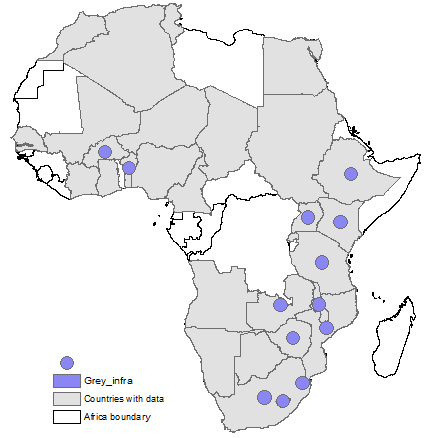 Grey_infra
Countries with data
Africa boundary